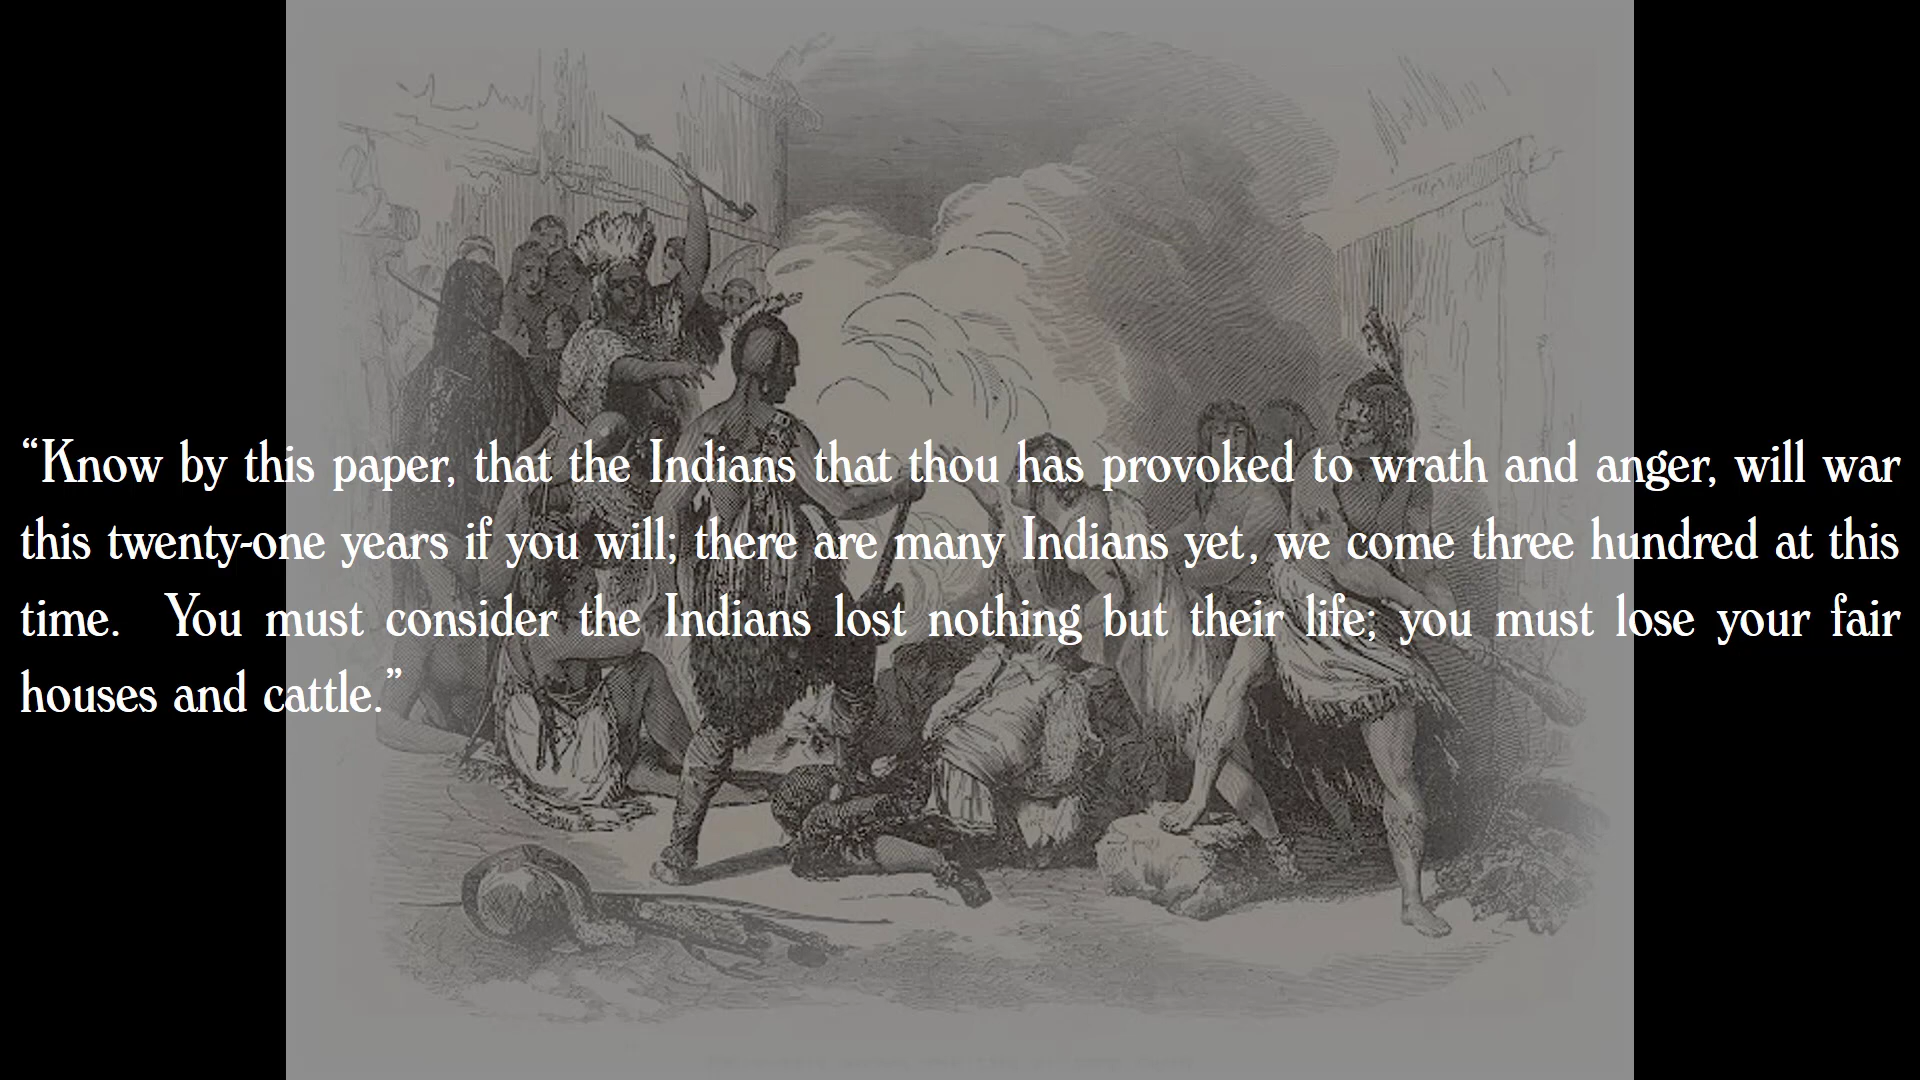 “Know by this paper, that the Indians that thou has provoked to wrath and anger, will war
this twenty-one years if you will; there are many Indians yet, we come three hundred at this
time. You must consider the Indians lost nothing but their life; you must lose your fair
houses and cattle.”